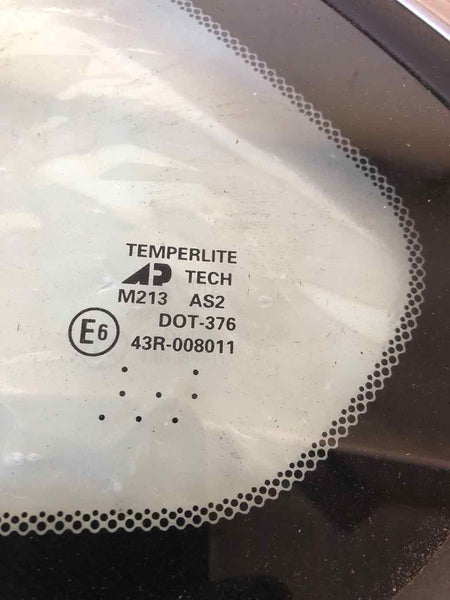 TEMPERLITE
AP TECH
M213 AS2
DOT-376
E6 43R-008011